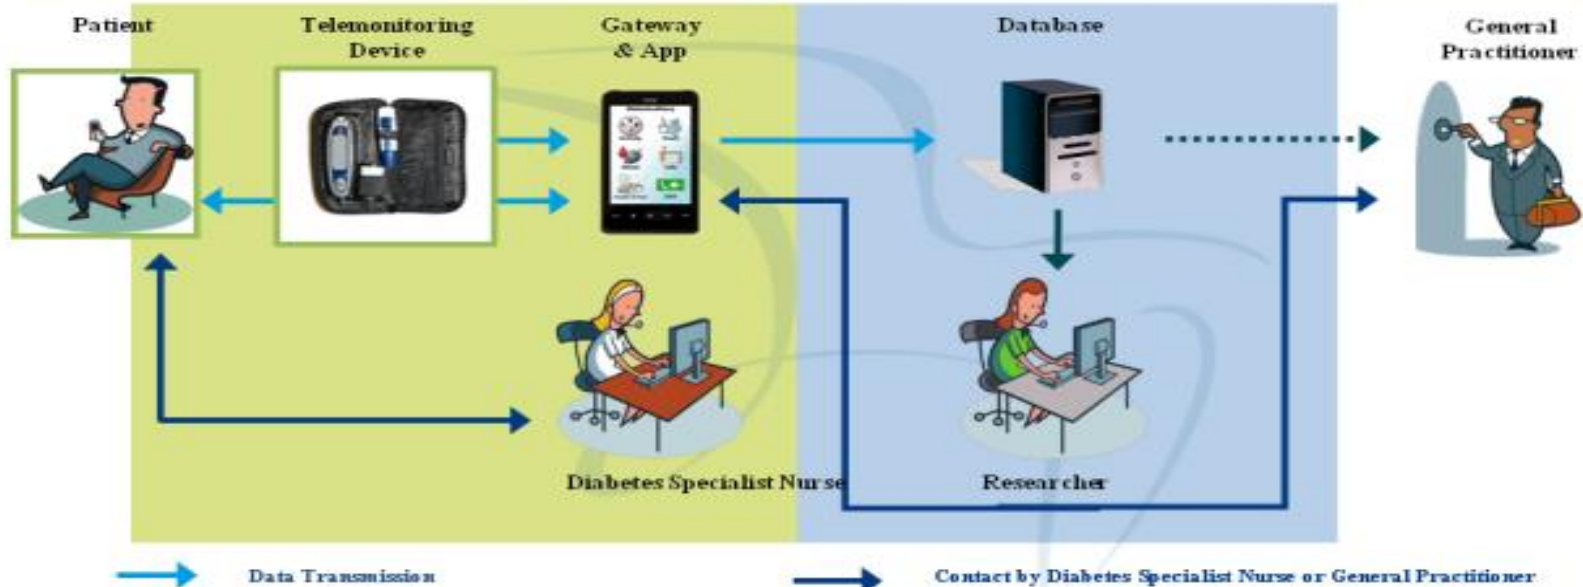 Patient
Telemonitoring
Device
Gateway
& App
Database
General
Practitioner
Diabetes Specialist Nurse
Researcher
Data Transmission
Contact by Diabetes Specialist Nurse or General Practitioner